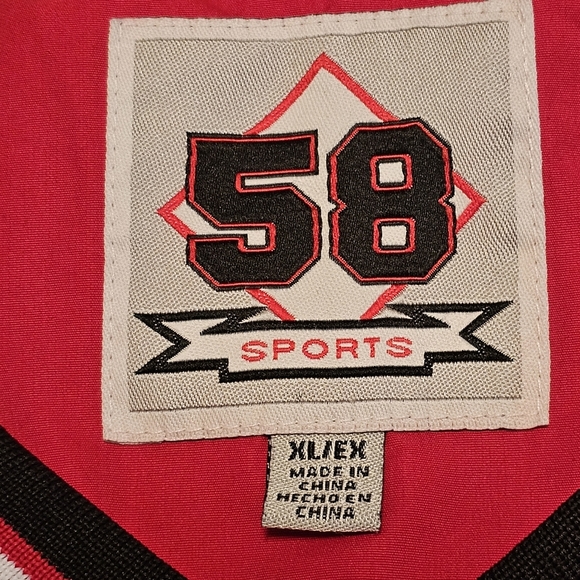 58
SPORTS
XL/EX
MADE IN
CHINA
HECHO EN
CHINA